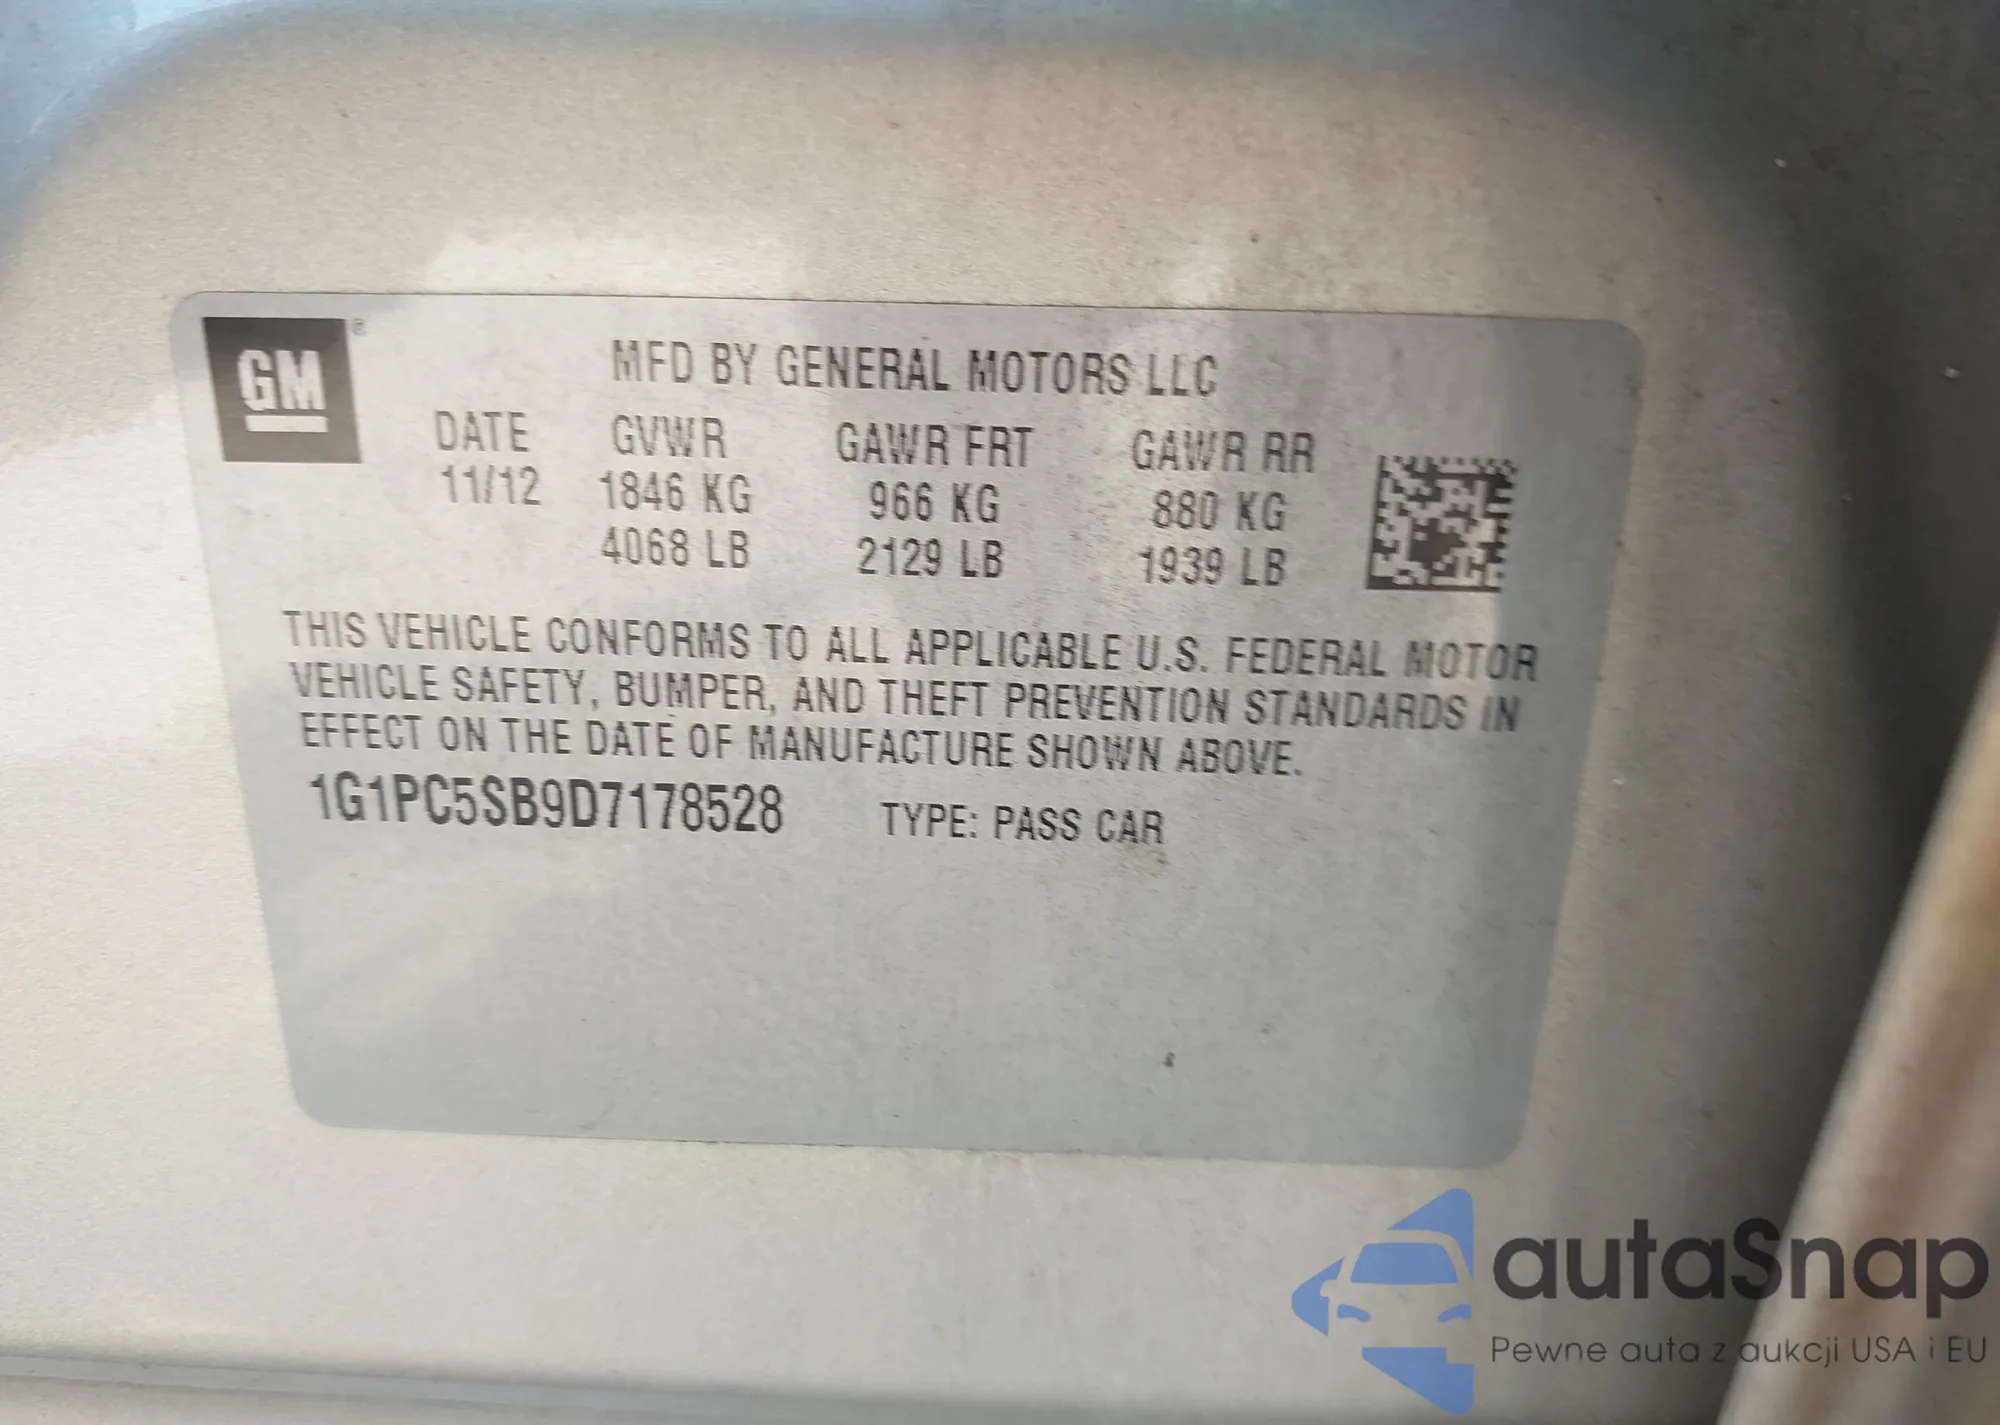 GM ®
MFD BY GENERAL MOTORS LLC
DATE GVWR GAWR FRT GAWR RR
11/12 1846 KG 966 KG 880 KG
4068 LB 2129 LB 1939 LB
THIS VEHICLE CONFORMS TO ALL APPLICABLE U.S. FEDERAL MOTOR
VEHICLE SAFETY, BUMPER, AND THEFT PREVENTION STANDARDS IN
EFFECT ON THE DATE OF MANUFACTURE SHOWN ABOVE.
1G1PC5SB9D7178528 TYPE: PASS CAR
autaSnap
Pewne auta z aukcji USA i EU